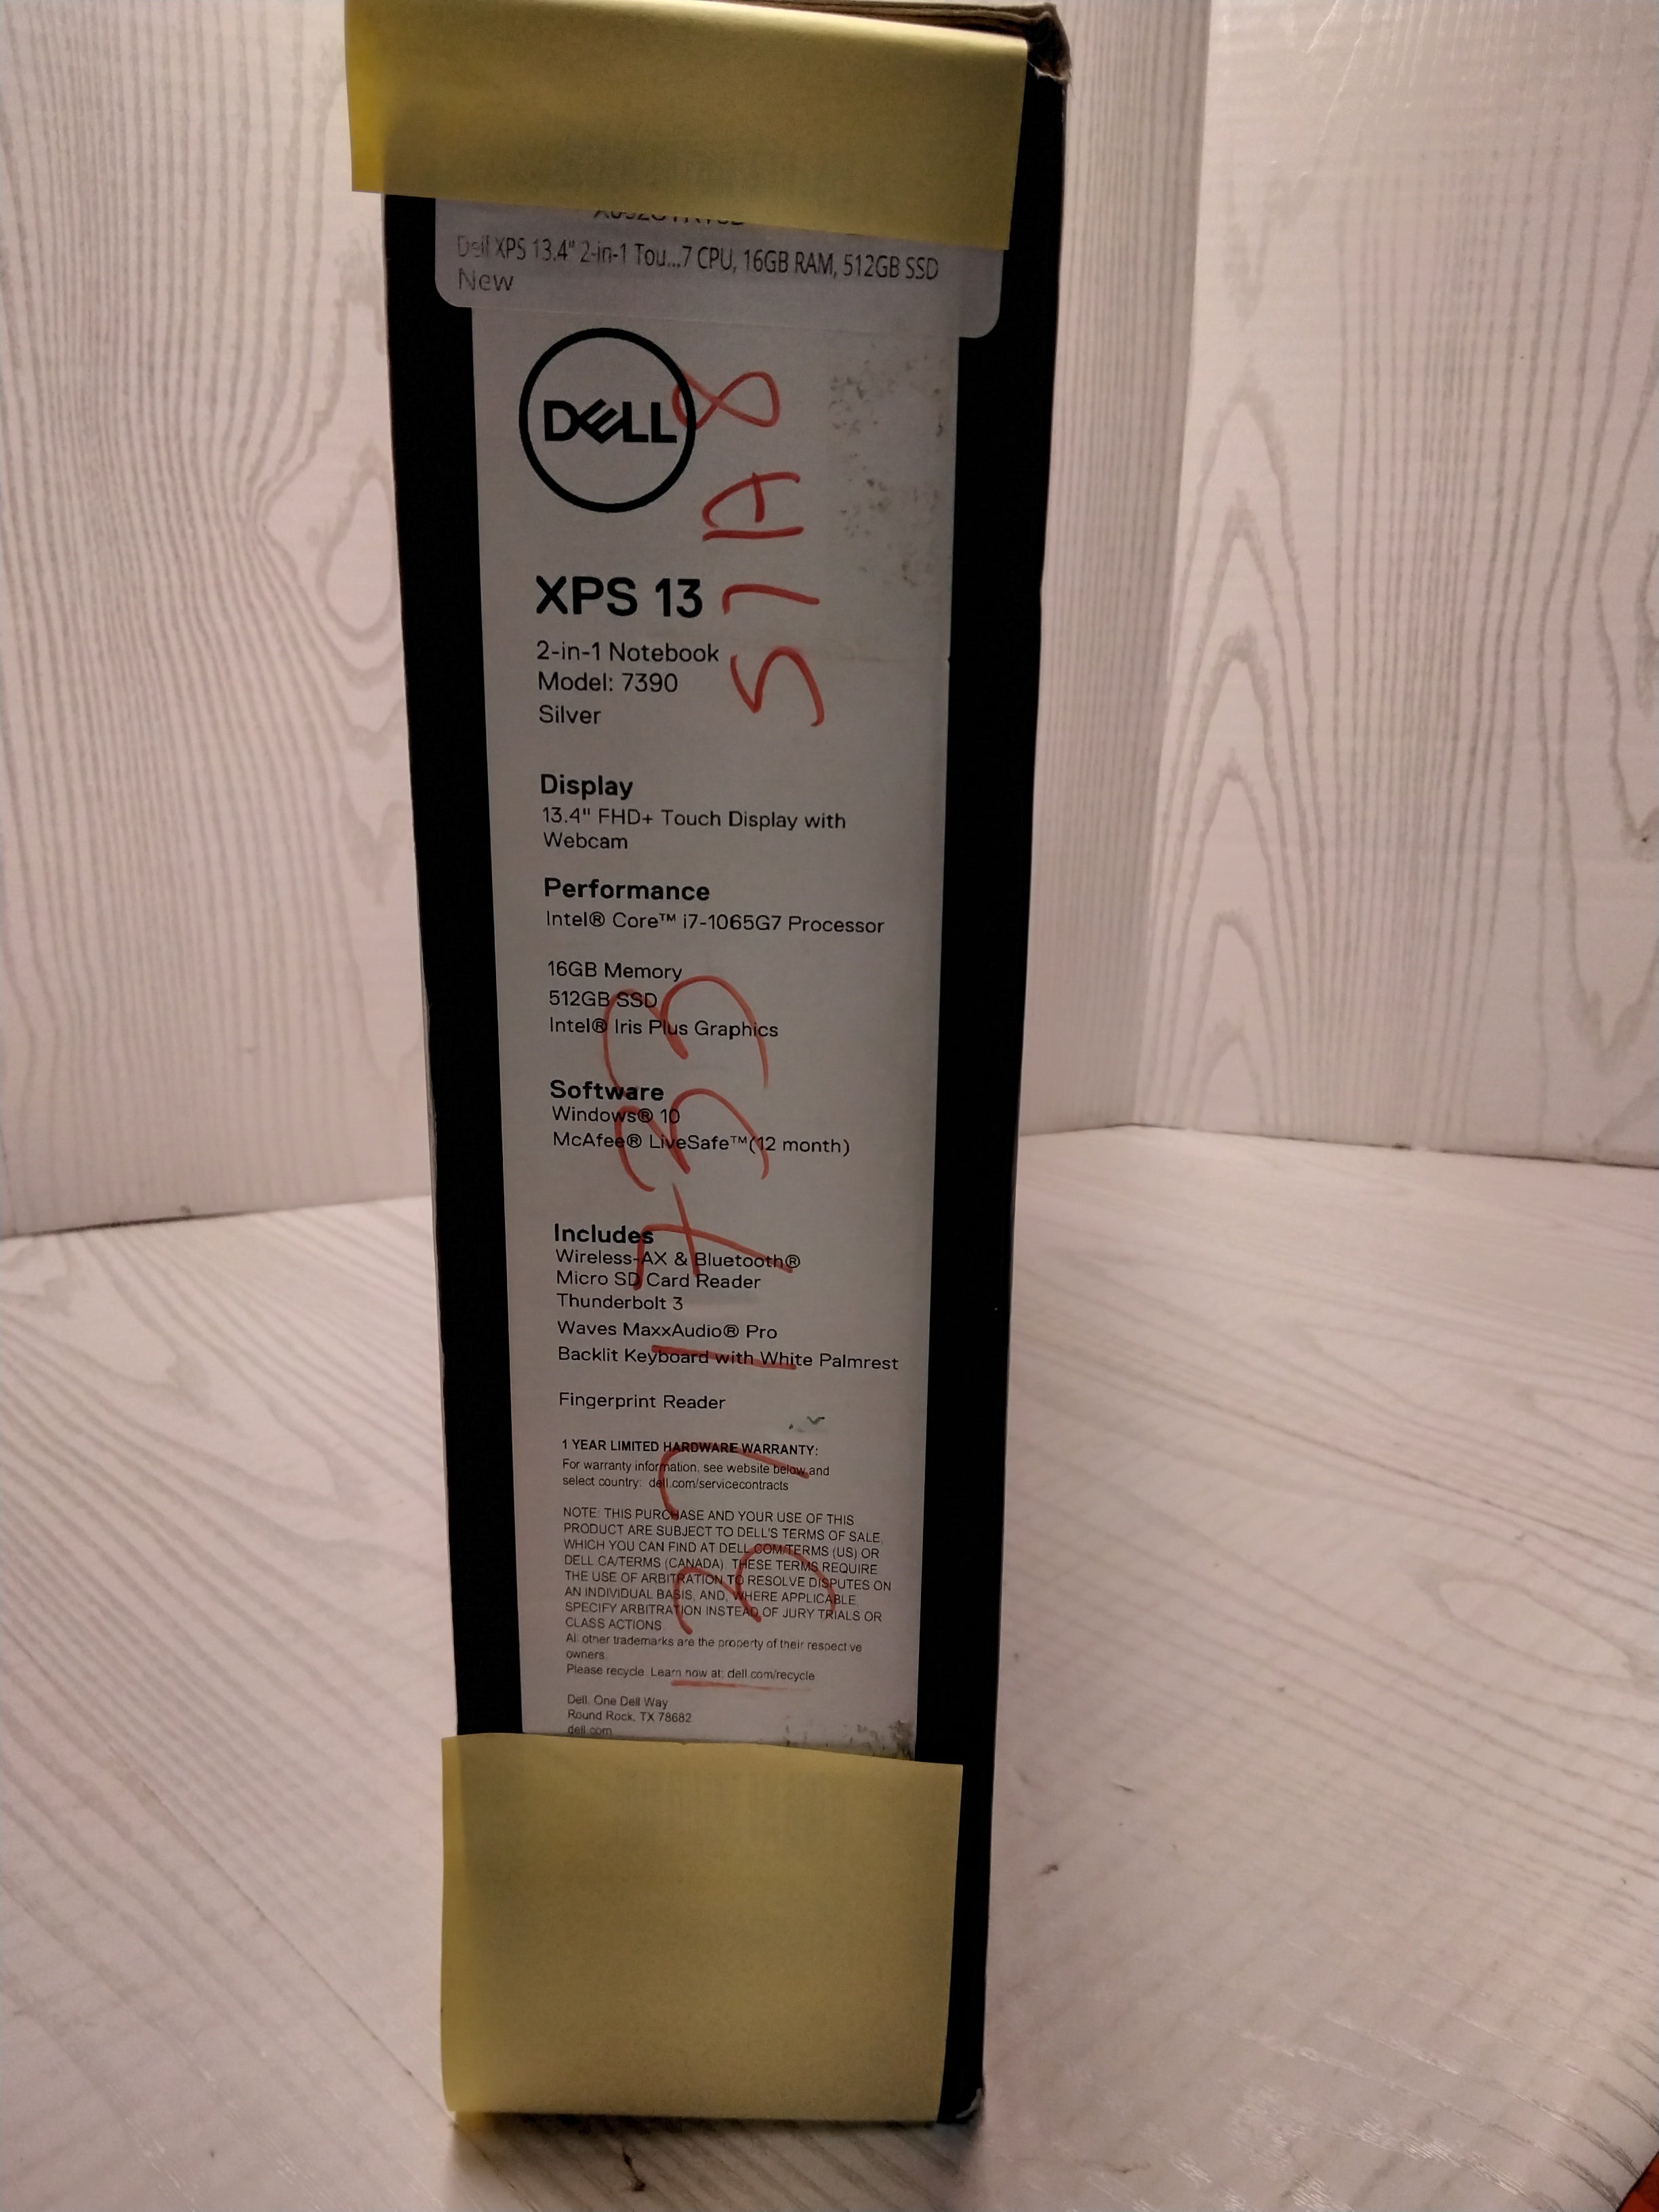 Dell XPS 13.4" 2-in-1 Tou...7 CPU, 16GB RAM, 512GB SSD
New
DELL
XPS 13
2-in-1 Notebook
Model: 7390
Silver
Display
13.4" FHD+ Touch Display with
Webcam
Performance
Intel® Core™ i7-1065G7 Processor
16GB Memory
512GB SSD
Intel® Iris Plus Graphics
Software
Windows® 10
McAfee® LiveSafe™(12 month)
Includes
Wireless-AX & Bluetooth®
Micro SD Card Reader
Thunderbolt 3
Waves MaxxAudio® Pro
Backlit Keyboard with White Palmrest
Fingerprint Reader
1 YEAR LIMITED HARDWARE WARRANTY:
For warranty information, see website below and
select country: dell.com/servicecontracts
NOTE: THIS PURCHASE AND YOUR USE OF THIS
PRODUCT ARE SUBJECT TO DELL'S TERMS OF SALE,
WHICH YOU CAN FIND AT DELL.COM/TERMS (US) OR
DELL.CA/TERMS (CANADA). THESE TERMS REQUIRE
THE USE OF ARBITRATION TO RESOLVE DISPUTES ON
AN INDIVIDUAL BASIS, AND, WHERE APPLICABLE,
SPECIFY ARBITRATION INSTEAD OF JURY TRIALS OR
CLASS ACTIONS
All other trademarks are the property of their respective
owners.
Please recycle. Learn now at: dell.com/recycle
Dell, One Dell Way
Round Rock, TX 78682
dell.com